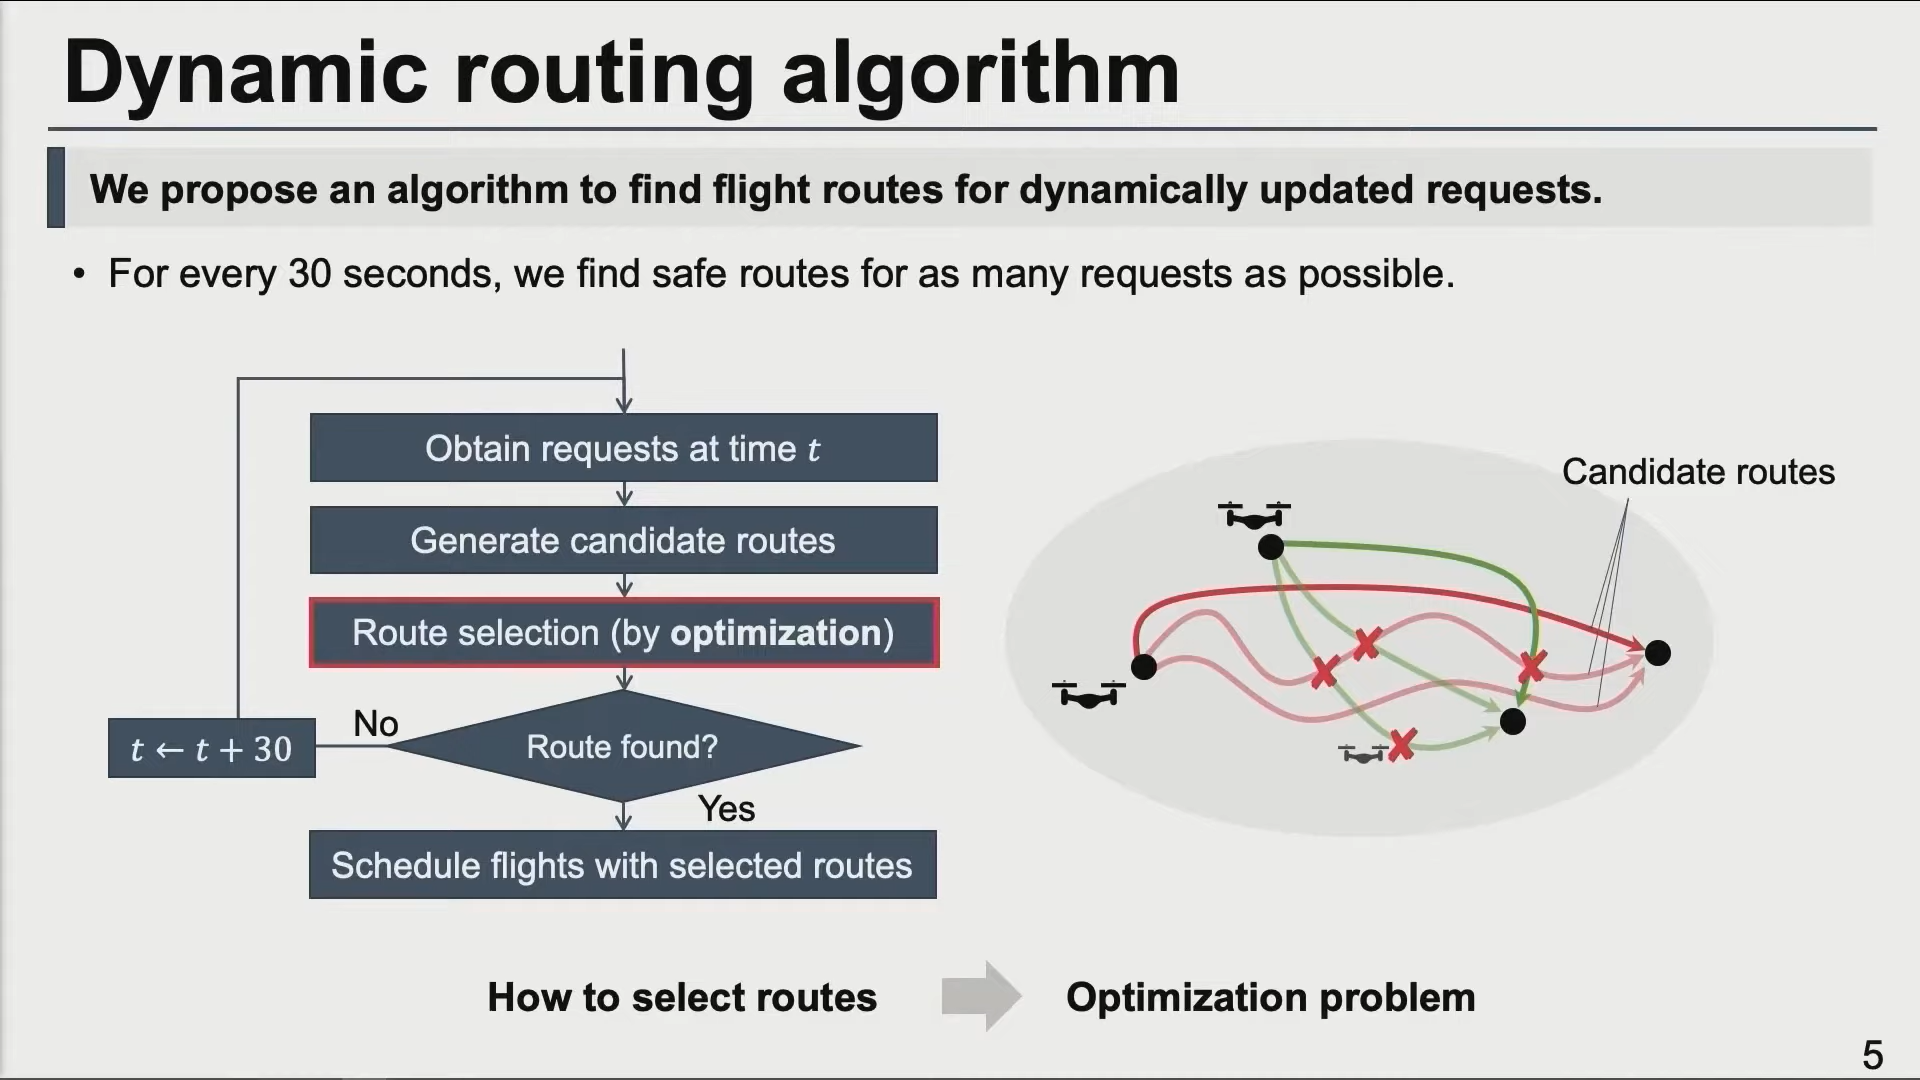 Dynamic routing algorithm
We propose an algorithm to find flight routes for dynamically updated requests.
• For every 30 seconds, we find safe routes for as many requests as possible.
Obtain requests at time t
Generate candidate routes
Route selection (by optimization)
Route found?
No
t ← t + 30
Yes
Schedule flights with selected routes
Candidate routes
How to select routes
Optimization problem
5